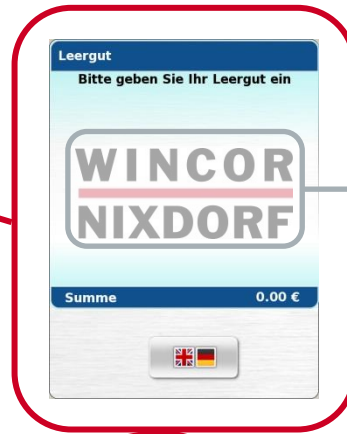 Leergut
Bitte geben Sie Ihr Leergut ein
WINCOR
NIXDORF
Summe 0.00 €